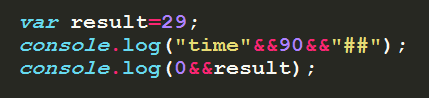 var result=29;
console.log("time"&&90&&"##");
console.log(0&&result);